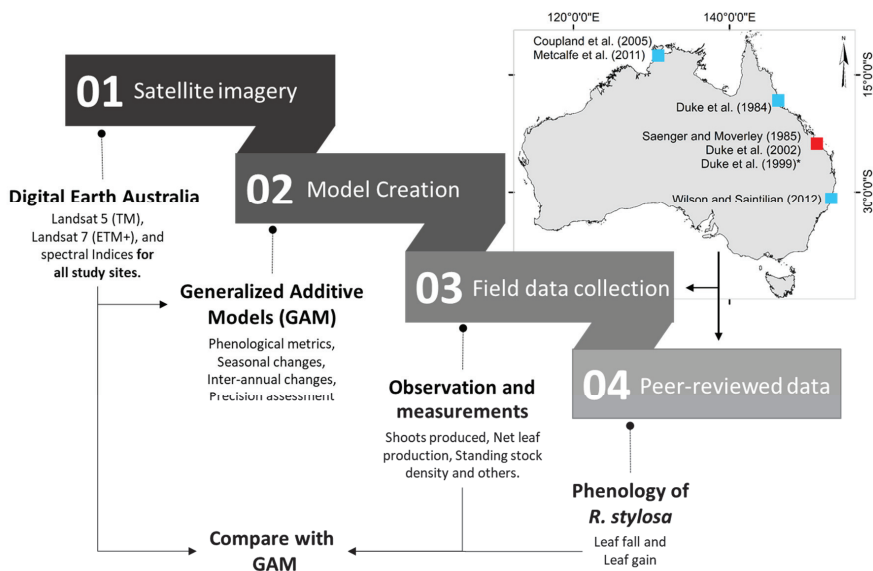 01 Satellite imagery
Digital Earth Australia
Landsat 5 (TM),
Landsat 7 (ETM+), and
spectral Indices for
all study sites.
02 Model Creation
Generalized Additive
Models (GAM)
Phenological metrics,
Seasonal changes,
Inter-annual changes,
Precision assessment
03 Field data collection
Observation and
measurements
Shoots produced, Net leaf
production, Standing stock
density and others.
04 Peer-reviewed data
Phenology of
R. stylosa
Leaf fall and
Leaf gain
Compare with
GAM
120°0'0"E
140°0'0"E
N
15°0'0"S
30°0'0"S
Coupland et al. (2005)
Metcalfe et al. (2011)
Duke et al. (1984)
Saenger and Moverley (1985)
Duke et al. (2002)
Duke et al. (1999)*
Wilson and Saintilian (2012)
0